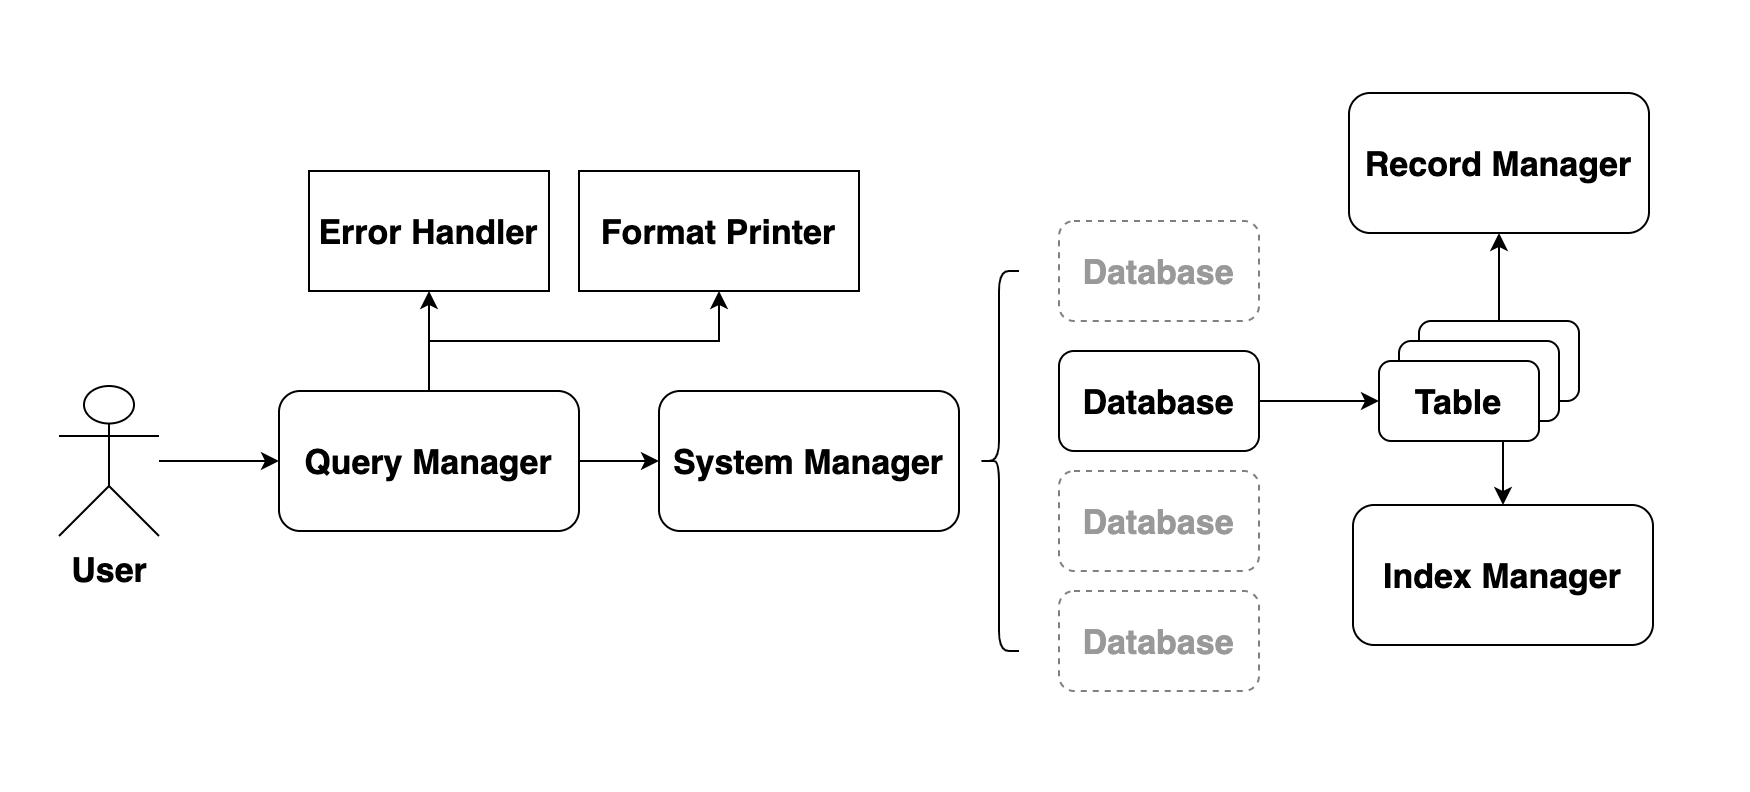 Record Manager
Error Handler
Format Printer
Database
Database
Table
Query Manager
System Manager
Database
User
Index Manager
Database